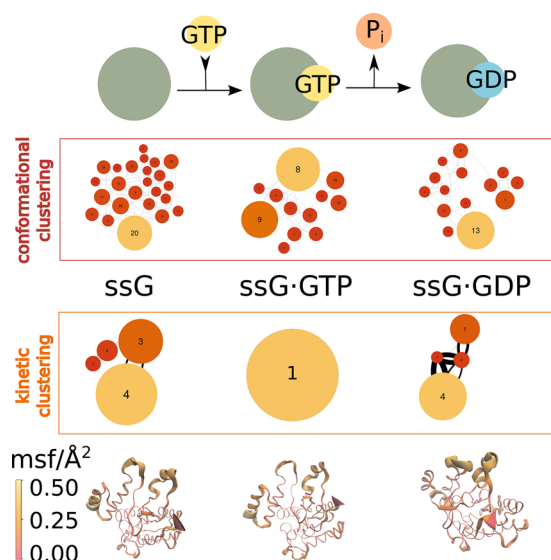 GTP
Pi
GTP
GDP
conformational
clustering
8
9
20
13
ssG
ssG·GTP
ssG·GDP
kinetic
clustering
3
4
1
1
4
msf/Å²
0.50
0.25
0.00